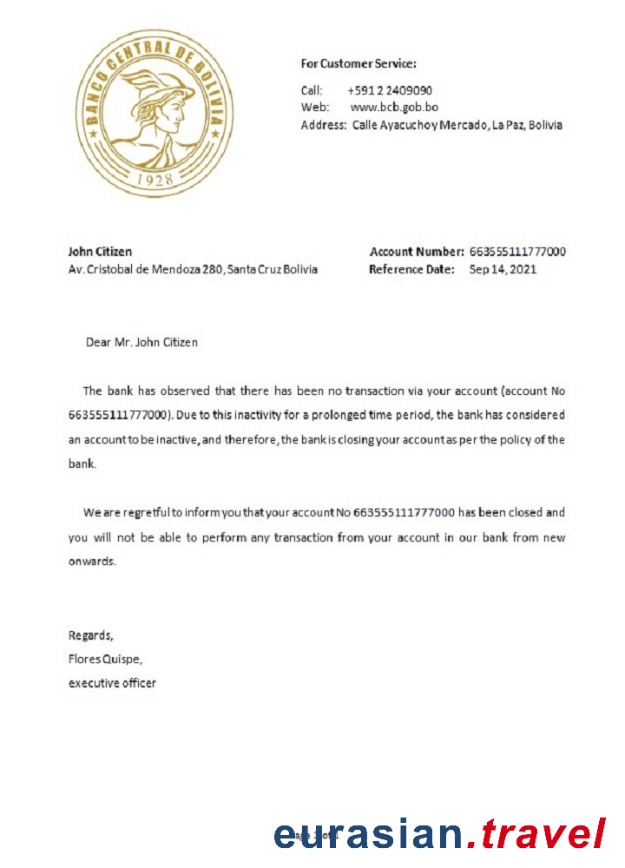 BANCO CENTRAL DE BOLIVIA
1928
For Customer Service:
Call: +591 2 2409090
Web: www.bcb.gob.bo
Address: Calle Ayacuchoy Mercado, La Paz, Bolivia
John Citizen
Av. Cristobal de Mendoza 280, Santa Cruz Bolivia
Account Number: 663555111777000
Reference Date: Sep 14, 2021
Dear Mr. John Citizen
The bank has observed that there has been no transaction via your account (account No
663555111777000). Due to this inactivity for a prolonged time period, the bank has considered
an account to be inactive, and therefore, the bank is closing your account as per the policy of the
bank.
We are regretful to inform you that your account No 663555111777000 has been closed and
you will not be able to perform any transaction from your account in our bank from new
onwards.
Regards,
Flores Quispe,
executive officer
eurasian.travel